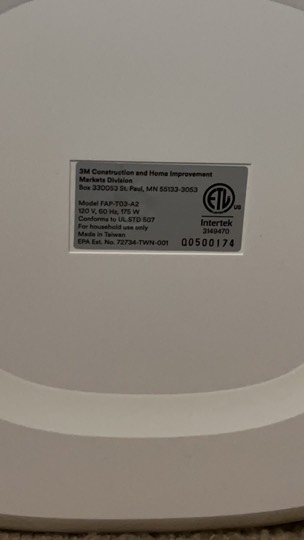 3M Construction and Home Improvement
Markets Division
Box 330053 St. Paul, MN 55133-3053
Model FAP-T03-A2
120 V, 60 Hz, 175 W
Conforms to UL STD 507
For household use only
Made in Taiwan
EPA Est. No. 72734-TWN-001
ETL
US
Intertek
3149470
Q0500174